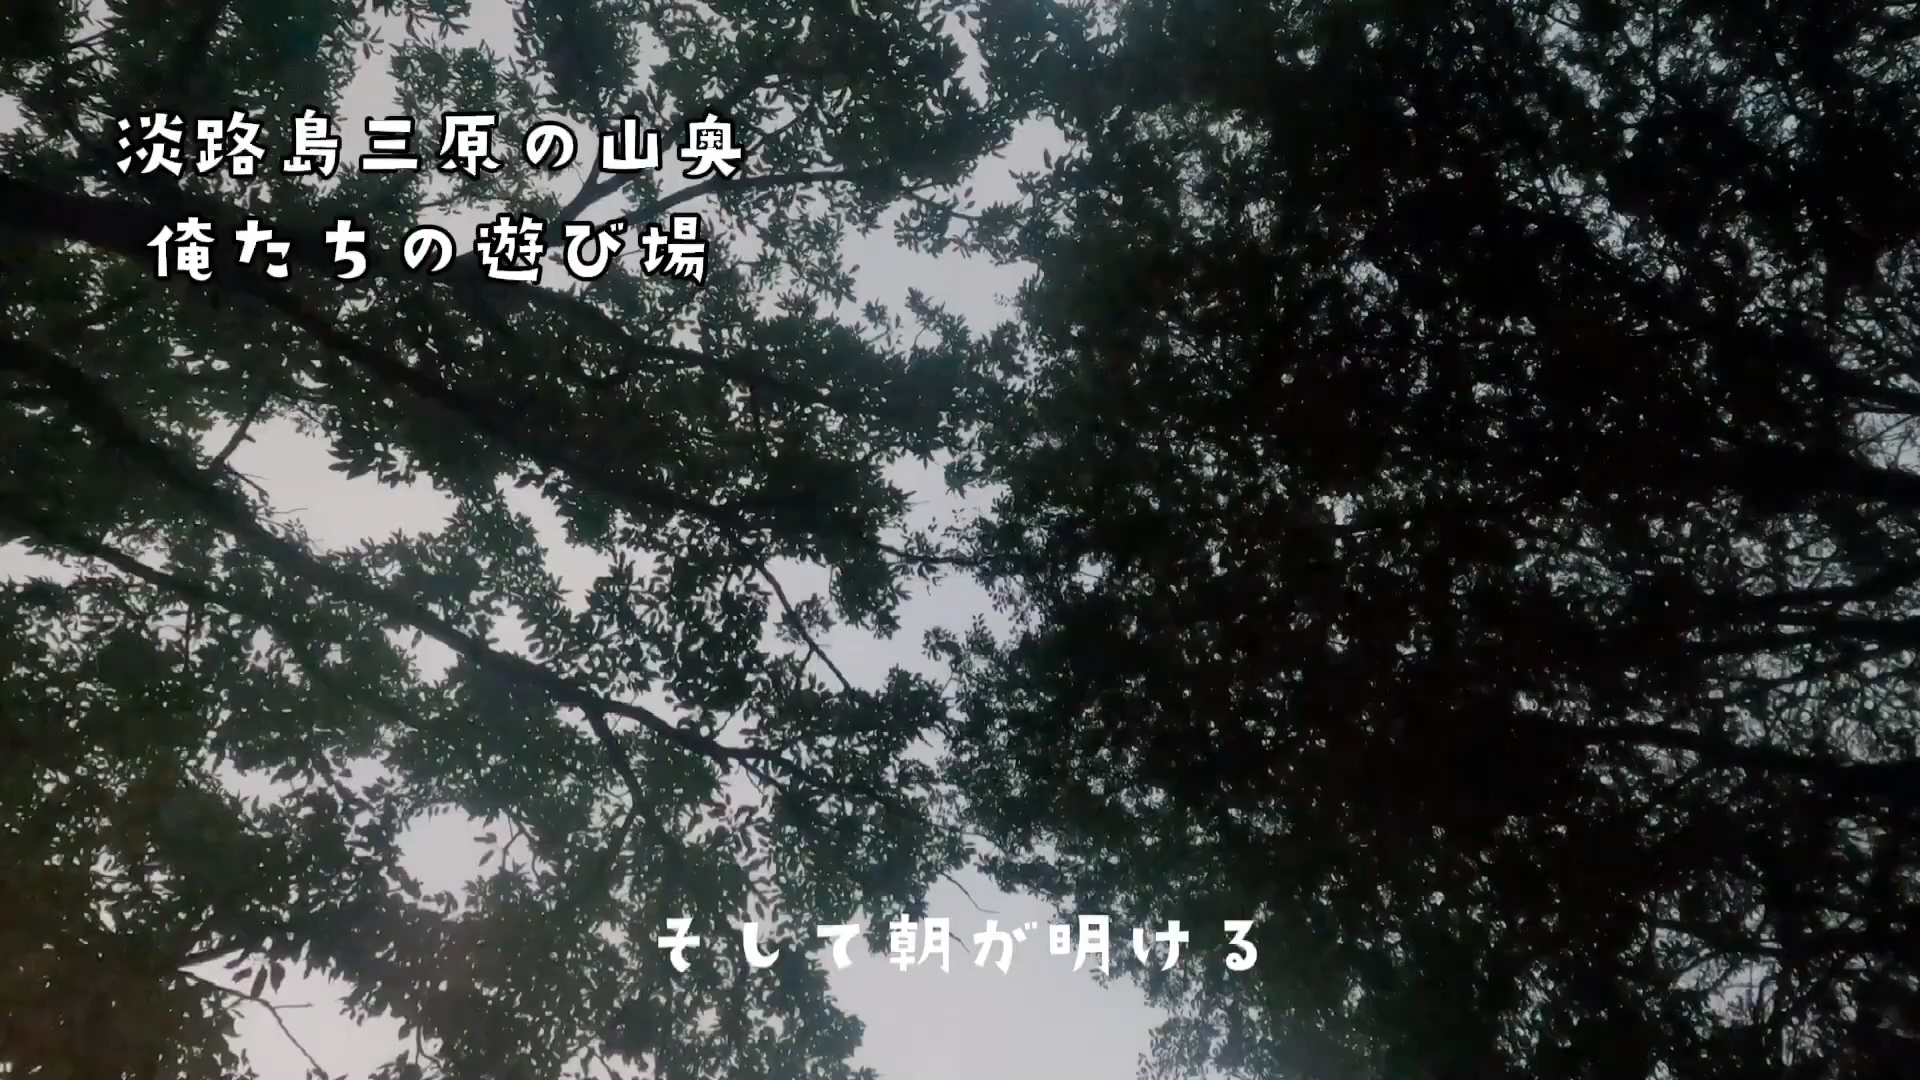 淡路島三原の山奥
俺たちの遊び場
そして朝が明ける